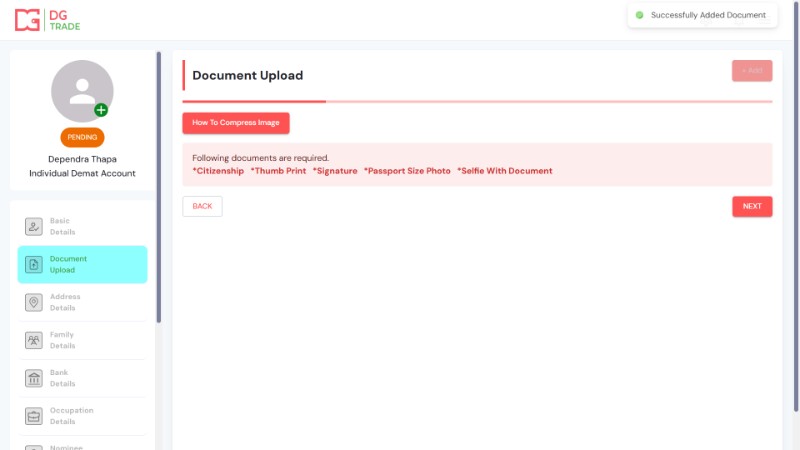 DG
TRADE
Successfully Added Document
PENDING
Dependra Thapa
Individual Demat Account
Basic
Details
Document
Upload
Address
Details
Family
Details
Bank
Details
Occupation
Details
Nominee
Document Upload
+ Add
How To Compress Image
Following documents are required.
*Citizenship *Thumb Print *Signature *Passport Size Photo *Selfie With Document
BACK
NEXT